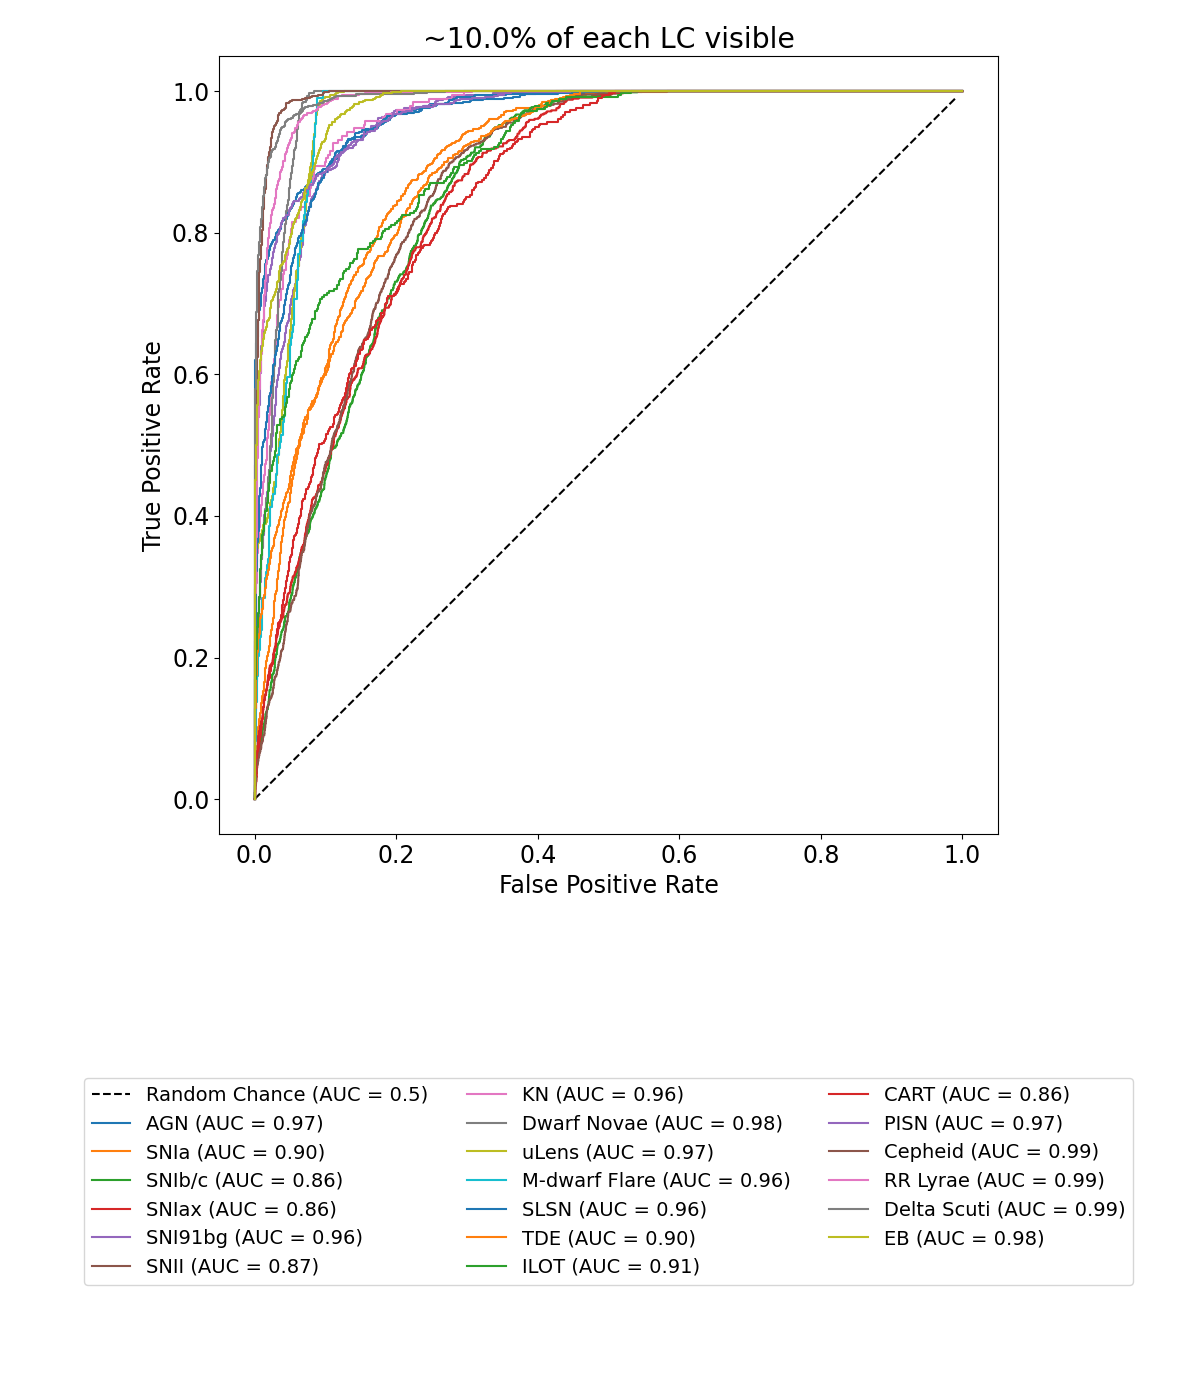 ~10.0% of each LC visible
True Positive Rate
1.0
0.8
0.6
0.4
0.2
0.0
0.0 0.2 0.4 0.6 0.8 1.0
False Positive Rate
Random Chance (AUC = 0.5)
AGN (AUC = 0.97)
SNIa (AUC = 0.90)
SNIb/c (AUC = 0.86)
SNIax (AUC = 0.86)
SNI91bg (AUC = 0.96)
SNII (AUC = 0.87)
KN (AUC = 0.96)
Dwarf Novae (AUC = 0.98)
uLens (AUC = 0.97)
M-dwarf Flare (AUC = 0.96)
SLSN (AUC = 0.96)
TDE (AUC = 0.90)
ILOT (AUC = 0.91)
CART (AUC = 0.86)
PISN (AUC = 0.97)
Cepheid (AUC = 0.99)
RR Lyrae (AUC = 0.99)
Delta Scuti (AUC = 0.99)
EB (AUC = 0.98)